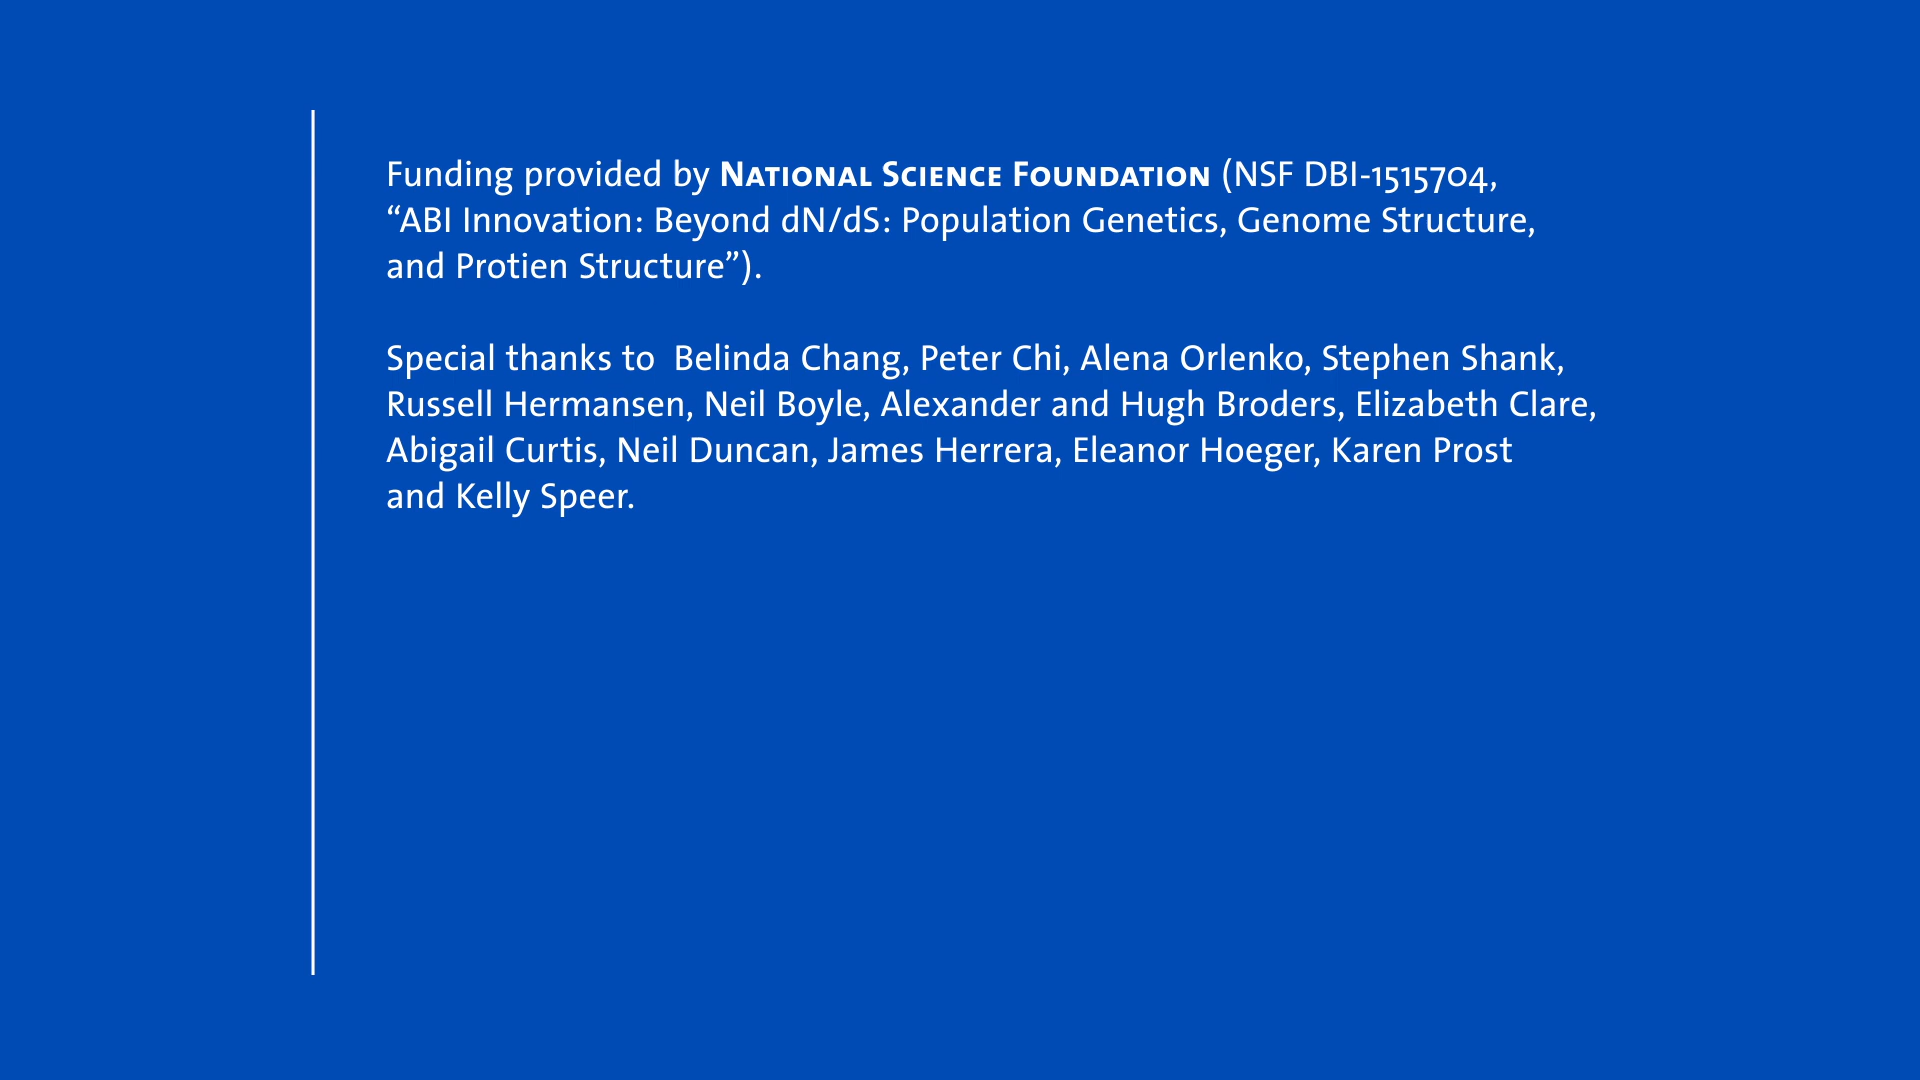 Funding provided by National Science Foundation (NSF DBI-1515704,
“ABI Innovation: Beyond dN/dS: Population Genetics, Genome Structure,
and Protien Structure”).
Special thanks to  Belinda Chang, Peter Chi, Alena Orlenko, Stephen Shank,
Russell Hermansen, Neil Boyle, Alexander and Hugh Broders, Elizabeth Clare,
Abigail Curtis, Neil Duncan, James Herrera, Eleanor Hoeger, Karen Prost
and Kelly Speer.